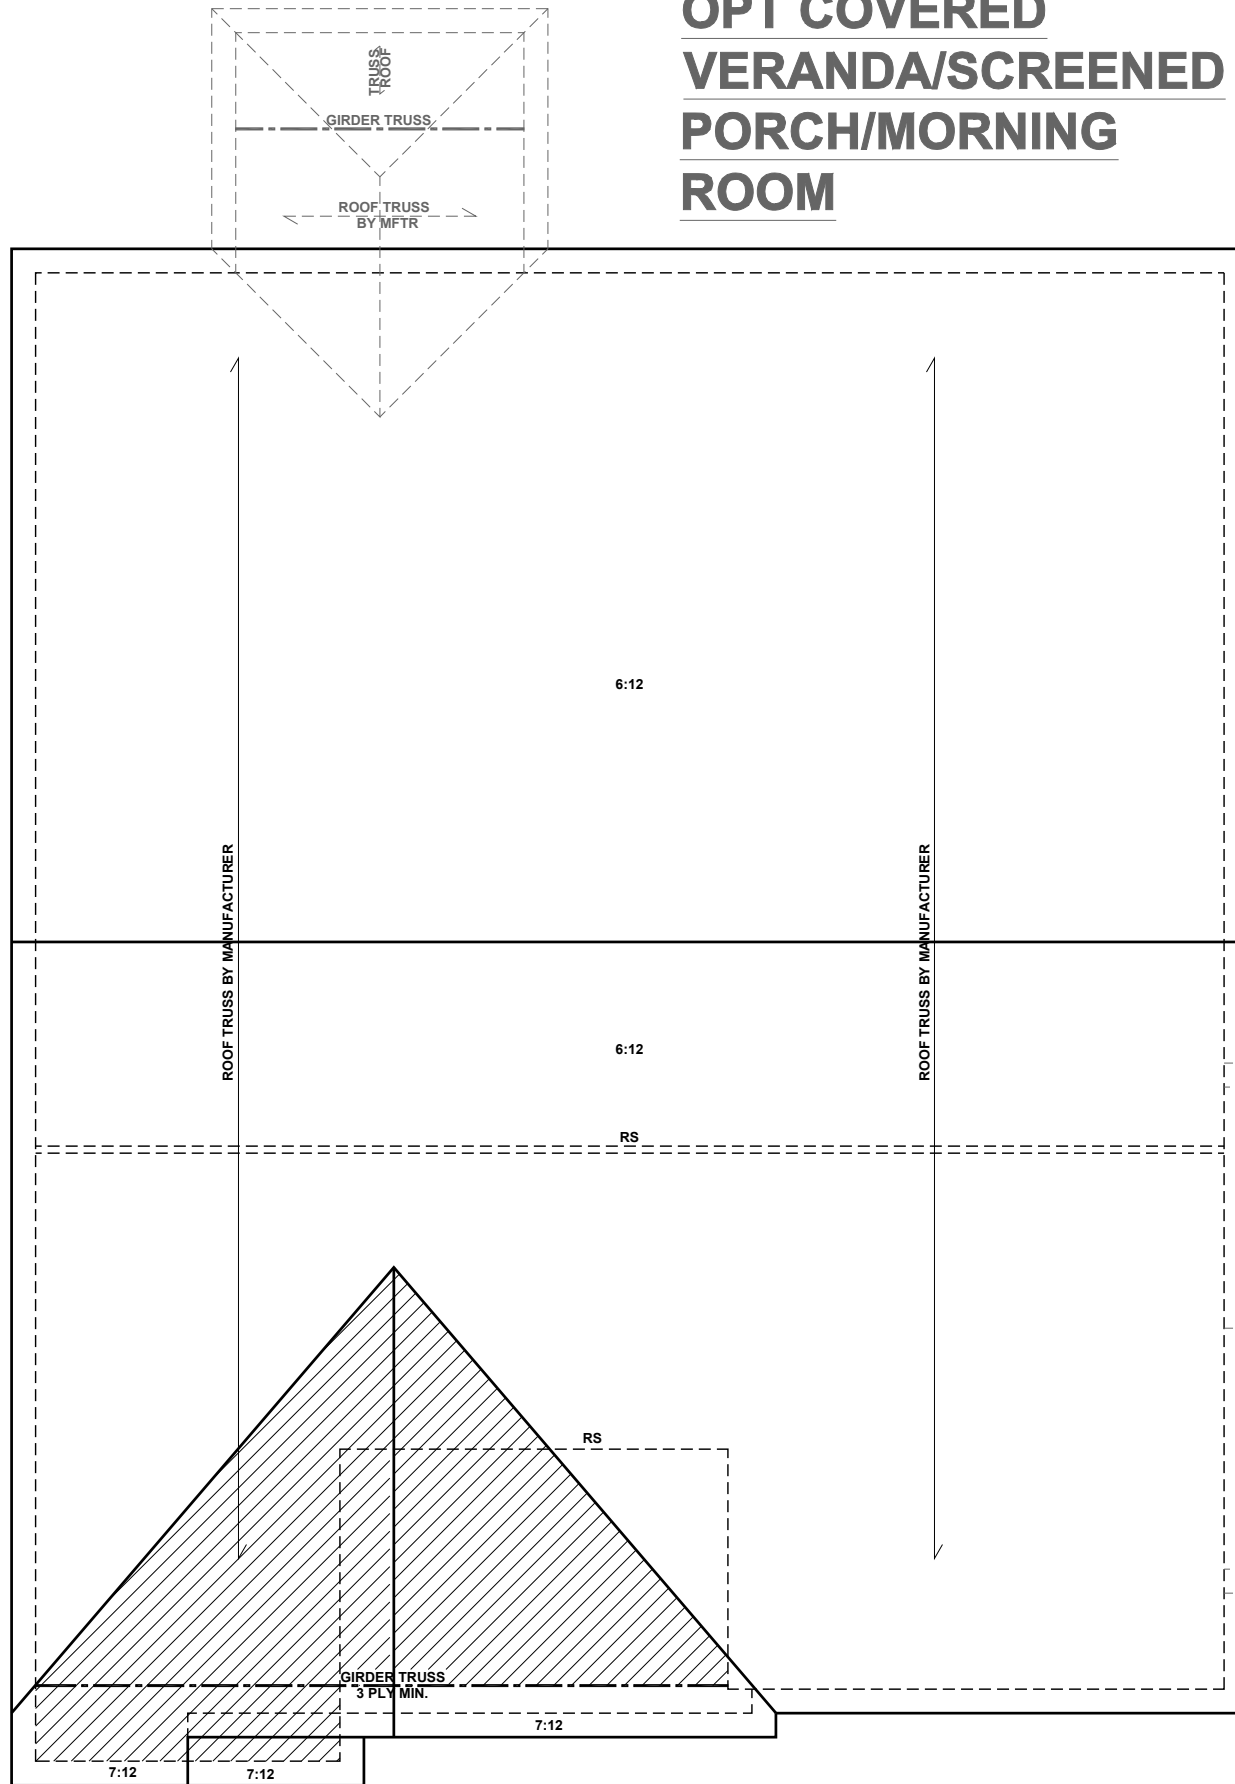 OPT COVERED
VERANDA/SCREENED
PORCH/MORNING
ROOM
TRUSS
ROOF
GIRDER TRUSS
ROOF TRUSS
BY MFTR
6:12
ROOF TRUSS BY MANUFACTURER
ROOF TRUSS BY MANUFACTURER
6:12
RS
RS
GIRDER TRUSS
3 PLY MIN.
7:12
7:12
7:12